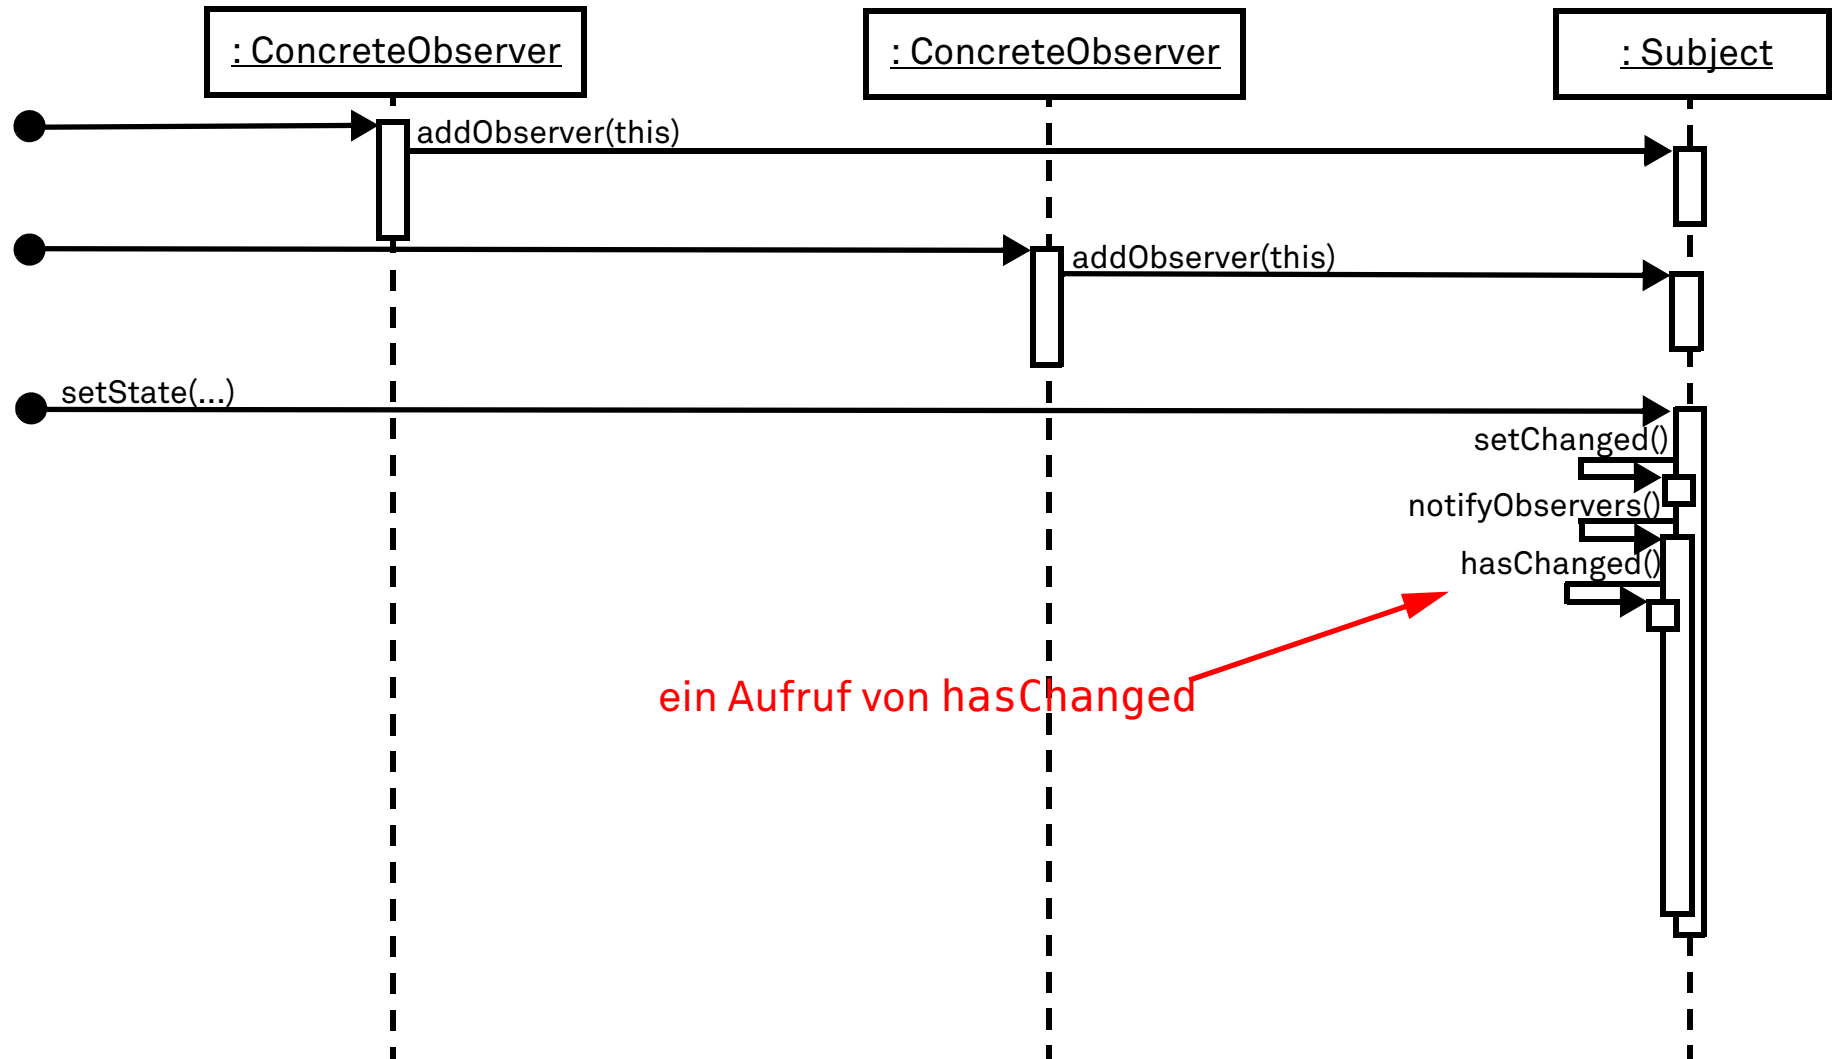 : ConcreteObserver
: ConcreteObserver
: Subject
addObserver(this)
addObserver(this)
setState(...)
setChanged()
notifyObservers()
hasChanged()
ein Aufruf von hasChanged